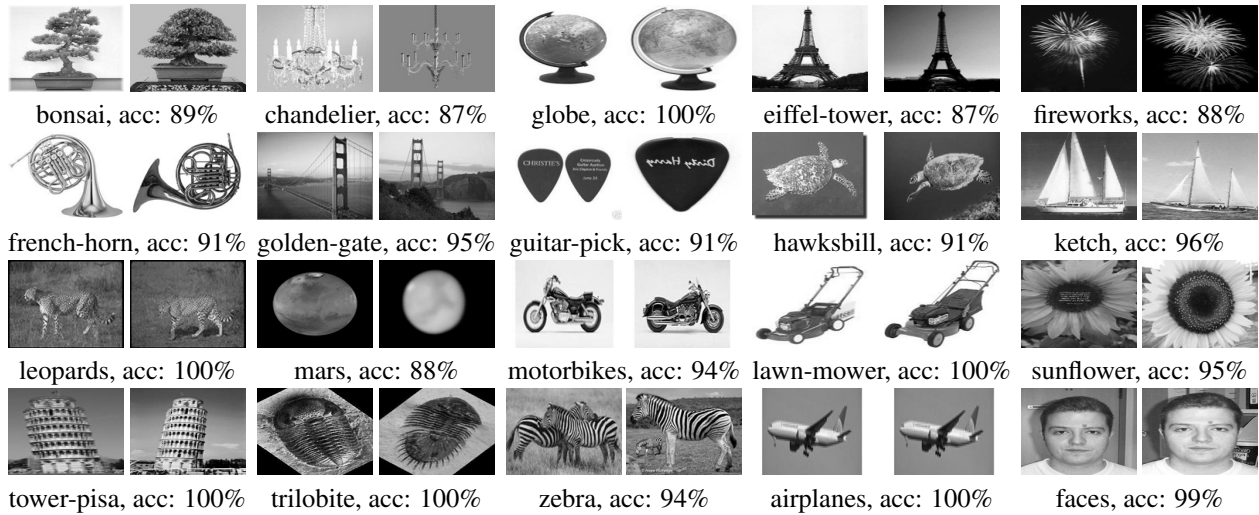 bonsai, acc: 89%
chandelier, acc: 87%
globe, acc: 100%
eiffel-tower, acc: 87%
fireworks, acc: 88%
CHRISTIE'S
Dirty Harry
french-horn, acc: 91%
golden-gate, acc: 95%
guitar-pick, acc: 91%
hawksbill, acc: 91%
ketch, acc: 96%
leopards, acc: 100%
mars, acc: 88%
motorbikes, acc: 94%
lawn-mower, acc: 100%
sunflower, acc: 95%
tower-pisa, acc: 100%
trilobite, acc: 100%
zebra, acc: 94%
airplanes, acc: 100%
faces, acc: 99%